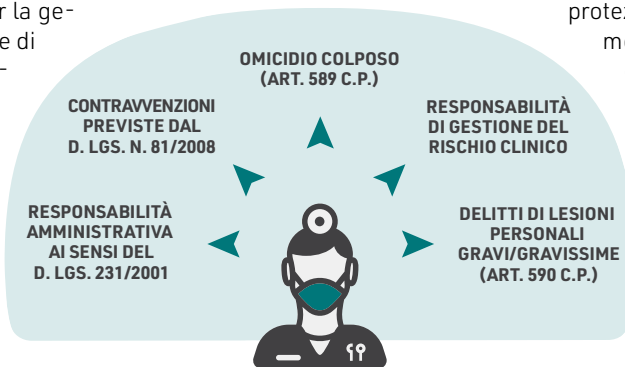 r la ge-
e di
-
protez
mo
OMICIDIO COLPOSO
(ART. 589 C.P.)
CONTRAVVENZIONI
PREVISTE DAL
D. LGS. N. 81/2008
RESPONSABILITÀ
DI GESTIONE DEL
RISCHIO CLINICO
RESPONSABILITÀ
AMMINISTRATIVA
AI SENSI DEL
D. LGS. 231/2001
DELITTI DI LESIONI
PERSONALI
GRAVI/GRAVISSIME
(ART. 590 C.P.)